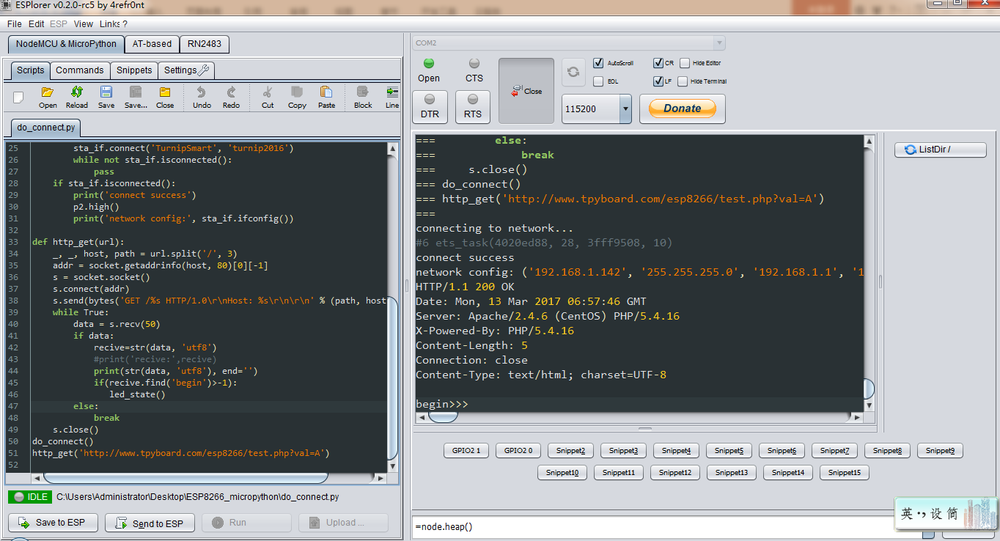 ESPlorer v0.2.0-rc5 by 4refr0nt
File Edit ESP View Links ?
NodeMCU & MicroPython AT-based RN2483
Scripts Commands Snippets Settings
Open Reload Save Save... Close Undo Redo Cut Copy Paste Block Line
do_connect.py
25 sta_if.connect('TurnipSmart', 'turnip2016')
26 while not sta_if.isconnected():
27 pass
28 if sta_if.isconnected():
29 print('connect success')
30 p2.high()
31 print('network config:', sta_if.ifconfig())
32
33 def http_get(url):
34 _, _, host, path = url.split('/', 3)
35 addr = socket.getaddrinfo(host, 80)[0][-1]
36 s = socket.socket()
37 s.connect(addr)
38 s.send(bytes('GET /%s HTTP/1.0\r\nHost: %s\r\n\r\n' % (path, host
39 while True:
40 data = s.recv(50)
41 if data:
42 recive=str(data, 'utf8')
43 #print('recive:',recive)
44 print(str(data, 'utf8'), end='')
45 if(recive.find('begin')>-1):
46 led_state()
47 else:
48 break
49 s.close()
50 do_connect()
51 http_get('http://www.tpyboard.com/esp8266/test.php?val=A')
52
IDLE C:\Users\Administrator\Desktop\ESP8266_micropython\do_connect.py
Save to ESP Send to ESP Run Upload ...
COM2
Open CTS
DTR RTS
Close
AutoScroll CR Hide Editor
EOL LF Hide Terminal
115200 Donate
=== else:
=== break
=== s.close()
=== do_connect()
=== http_get('http://www.tpyboard.com/esp8266/test.php?val=A')
===
connecting to network...
#6 ets_task(4020ed88, 28, 3fff9508, 10)
connect success
network config: ('192.168.1.142', '255.255.255.0', '192.168.1.1', '1
HTTP/1.1 200 OK
Date: Mon, 13 Mar 2017 06:57:46 GMT
Server: Apache/2.4.6 (CentOS) PHP/5.4.16
X-Powered-By: PHP/5.4.16
Content-Length: 5
Connection: close
Content-Type: text/html; charset=UTF-8
begin>>>
ListDir /
GPIO2 1 GPIO2 0 Snippet2 Snippet3 Snippet4 Snippet5 Snippet6 Snippet7 Snippet8 Snippet9
Snippet10 Snippet11 Snippet12 Snippet13 Snippet14 Snippet15
=node.heap()
英 设 简